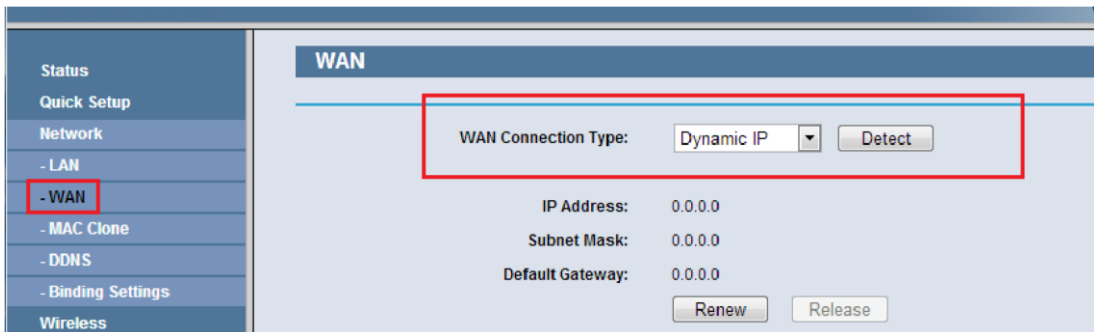 Status
Quick Setup
Network
- LAN
- WAN
- MAC Clone
- DDNS
- Binding Settings
Wireless
WAN
WAN Connection Type: Dynamic IP Detect
IP Address: 0.0.0.0
Subnet Mask: 0.0.0.0
Default Gateway: 0.0.0.0
Renew Release